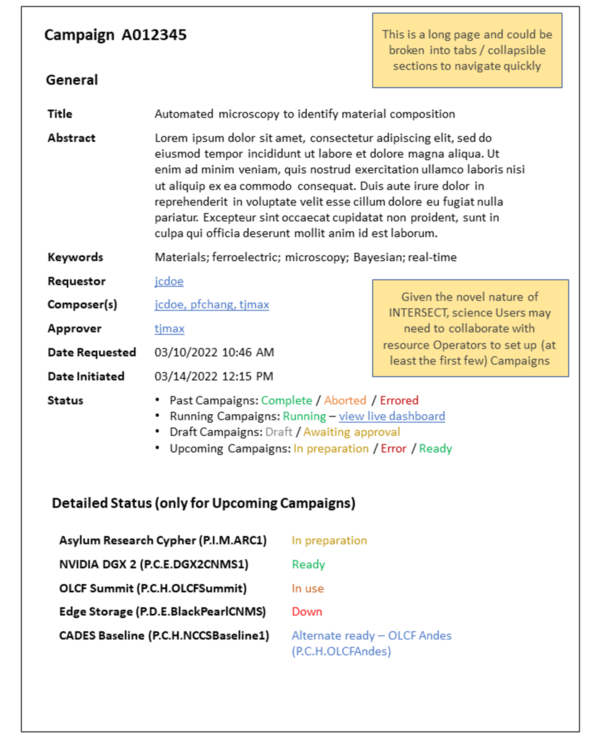 Campaign A012345
This is a long page and could be
broken into tabs / collapsible
sections to navigate quickly
General
Title Automated microscopy to identify material composition
Abstract Lorem ipsum dolor sit amet, consectetur adipiscing elit, sed do
eiusmod tempor incididunt ut labore et dolore magna aliqua. Ut
enim ad minim veniam, quis nostrud exercitation ullamco laboris nisi
ut aliquip ex ea commodo consequat. Duis aute irure dolor in
reprehenderit in voluptate velit esse cillum dolore eu fugiat nulla
pariatur. Excepteur sint occaecat cupidatat non proident, sunt in
culpa qui officia deserunt mollit anim id est laborum.
Keywords Materials; ferroelectric; microscopy; Bayesian; real-time
Requestor jcdoe
Composer(s) jcdoe, pfchang, tjmax
Approver tjmax
Date Requested 03/10/2022 10:46 AM
Date Initiated 03/14/2022 12:15 PM
Given the novel nature of
INTERSECT, science Users may
need to collaborate with
resource Operators to set up (at
least the first few) Campaigns
Status • Past Campaigns: Complete / Aborted / Errored
• Running Campaigns: Running – view live dashboard
• Draft Campaigns: Draft / Awaiting approval
• Upcoming Campaigns: In preparation / Error / Ready
Detailed Status (only for Upcoming Campaigns)
Asylum Research Cypher (P.I.M.ARC1) In preparation
NVIDIA DGX 2 (P.C.E.DGX2CNMS1) Ready
OLCF Summit (P.C.H.OLCFSummit) In use
Edge Storage (P.D.E.BlackPearlCNMS) Down
CADES Baseline (P.C.H.NCCSBaseline1) Alternate ready – OLCF Andes
(P.C.H.OLCFAndes)